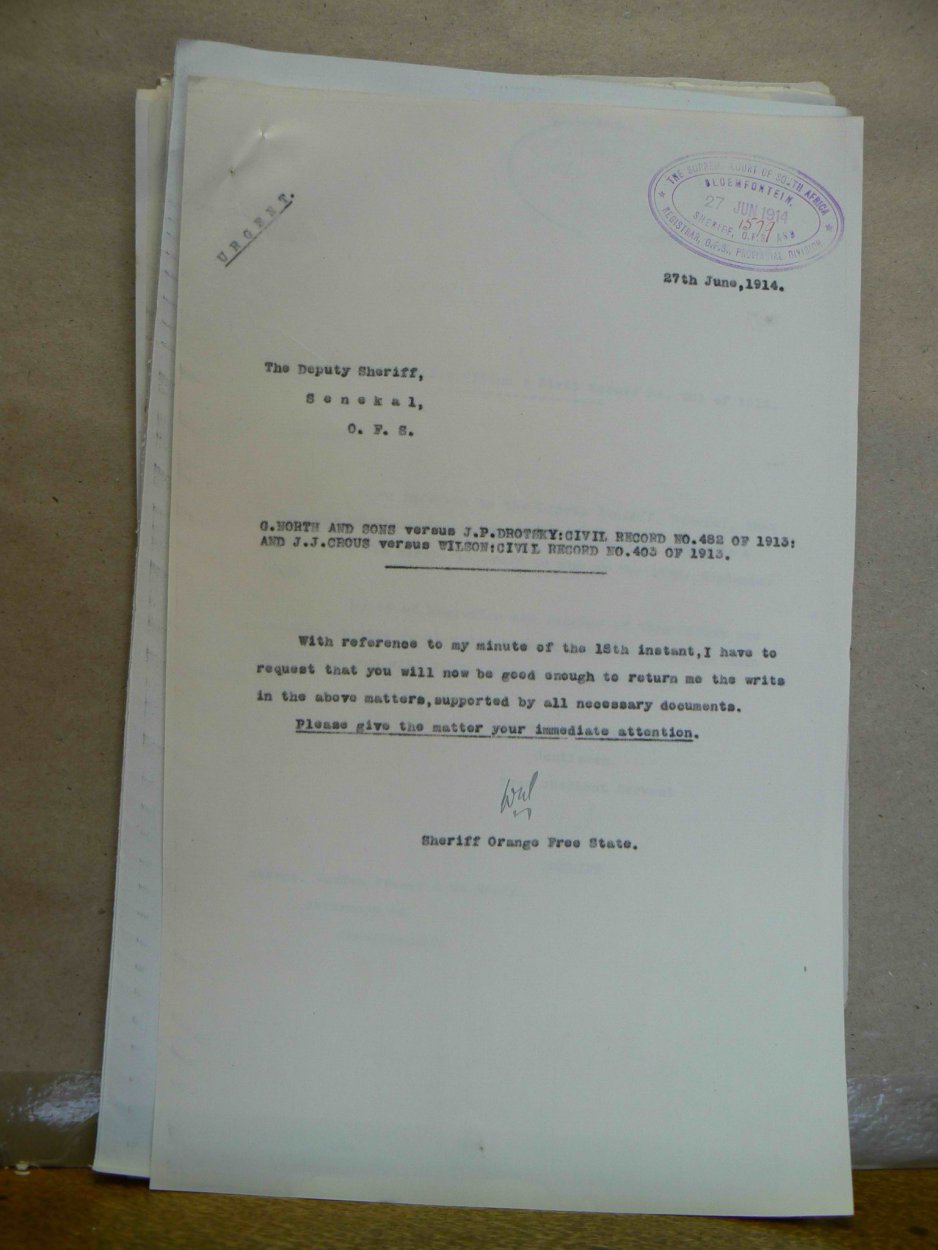 URGENT.
THE SUPREME COURT OF SOUTH AFRICA
BLOEMFONTEIN.
27 JUN 1914
1579
SHERIFF, O.F.S.
REGISTRAR, O.F.S., PROVINCIAL DIVISION
27th June,1914.
The Deputy Sheriff,
S e n e k a l,
O. F. S.
G.NORTH AND SONS versus J.P.DROTSKY:CIVIL RECORD NO.482 OF 1913:
AND J.J.CROUS versus WILSON:CIVIL RECORD NO.403 OF 1913.
With reference to my minute of the 18th instant,I have to
request that you will now be good enough to return me the writs
in the above matters,supported by all necessary documents.
Please give the matter your immediate attention.
Sheriff Orange Free State.